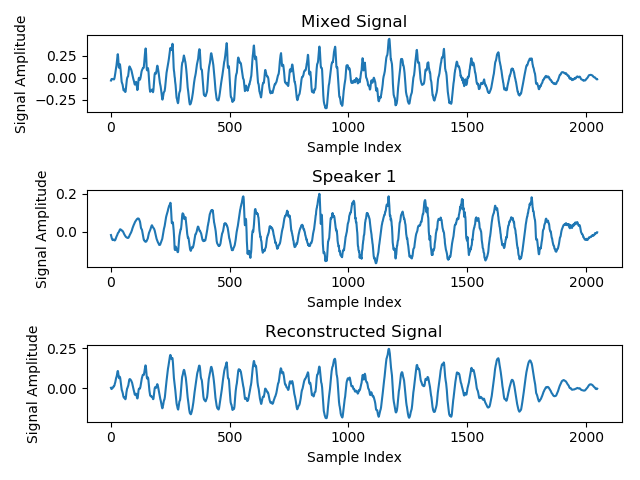 Mixed Signal
Signal Amplitude
0.25
0.00
−0.25
0 500 1000 1500 2000
Sample Index
Speaker 1
Signal Amplitude
0.2
0.0
0 500 1000 1500 2000
Sample Index
Reconstructed Signal
Signal Amplitude
0.25
0.00
0 500 1000 1500 2000
Sample Index